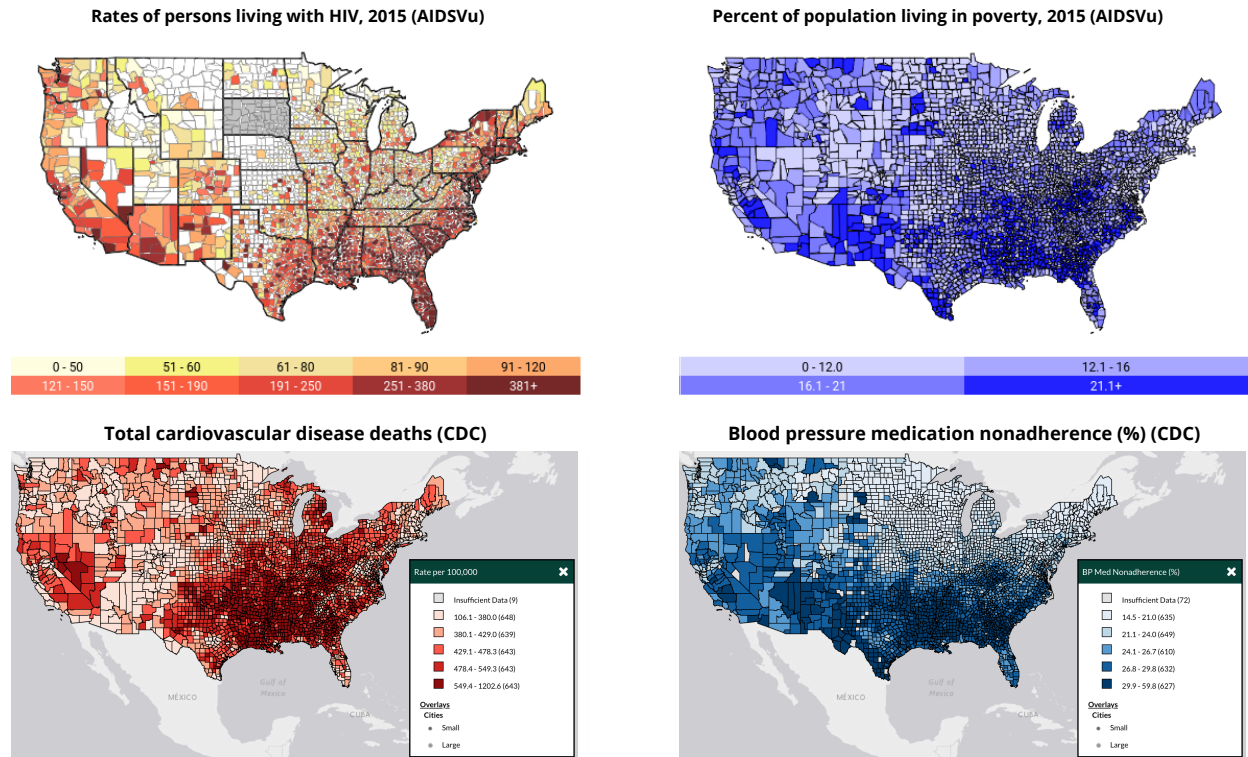 Rates of persons living with HIV, 2015 (AIDSVu)
Percent of population living in poverty, 2015 (AIDSVu)
0 - 50 51 - 60 61 - 80 81 - 90 91 - 120
121 - 150 151 - 190 191 - 250 251 - 380 381+
0 - 12.0 12.1 - 16
16.1 - 21 21.1+
Total cardiovascular disease deaths (CDC)
Blood pressure medication nonadherence (%) (CDC)
Rate per 100,000
Insufficient Data (9)
106.1 - 380.0 (648)
380.1 - 429.0 (639)
429.1 - 478.3 (643)
478.4 - 549.3 (643)
549.4 - 1202.6 (643)
Overlays
Cities
Small
Large
MÉXICO
Gulf of
Mexico
CUBA
BP Med Nonadherence (%)
Insufficient Data (72)
14.5 - 21.0 (635)
21.1 - 24.0 (649)
24.1 - 26.7 (610)
26.8 - 29.8 (632)
29.9 - 59.8 (627)
Overlays
Cities
Small
Large
MÉXICO
Gulf of
Mexico
CUBA